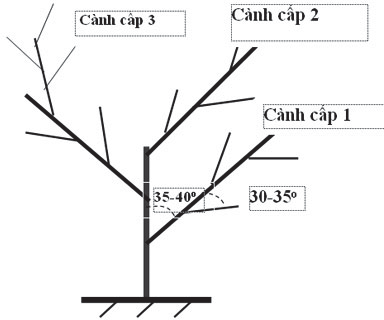 Cành cấp 3
Cành cấp 2
Cành cấp 1
35-40º
30-35º